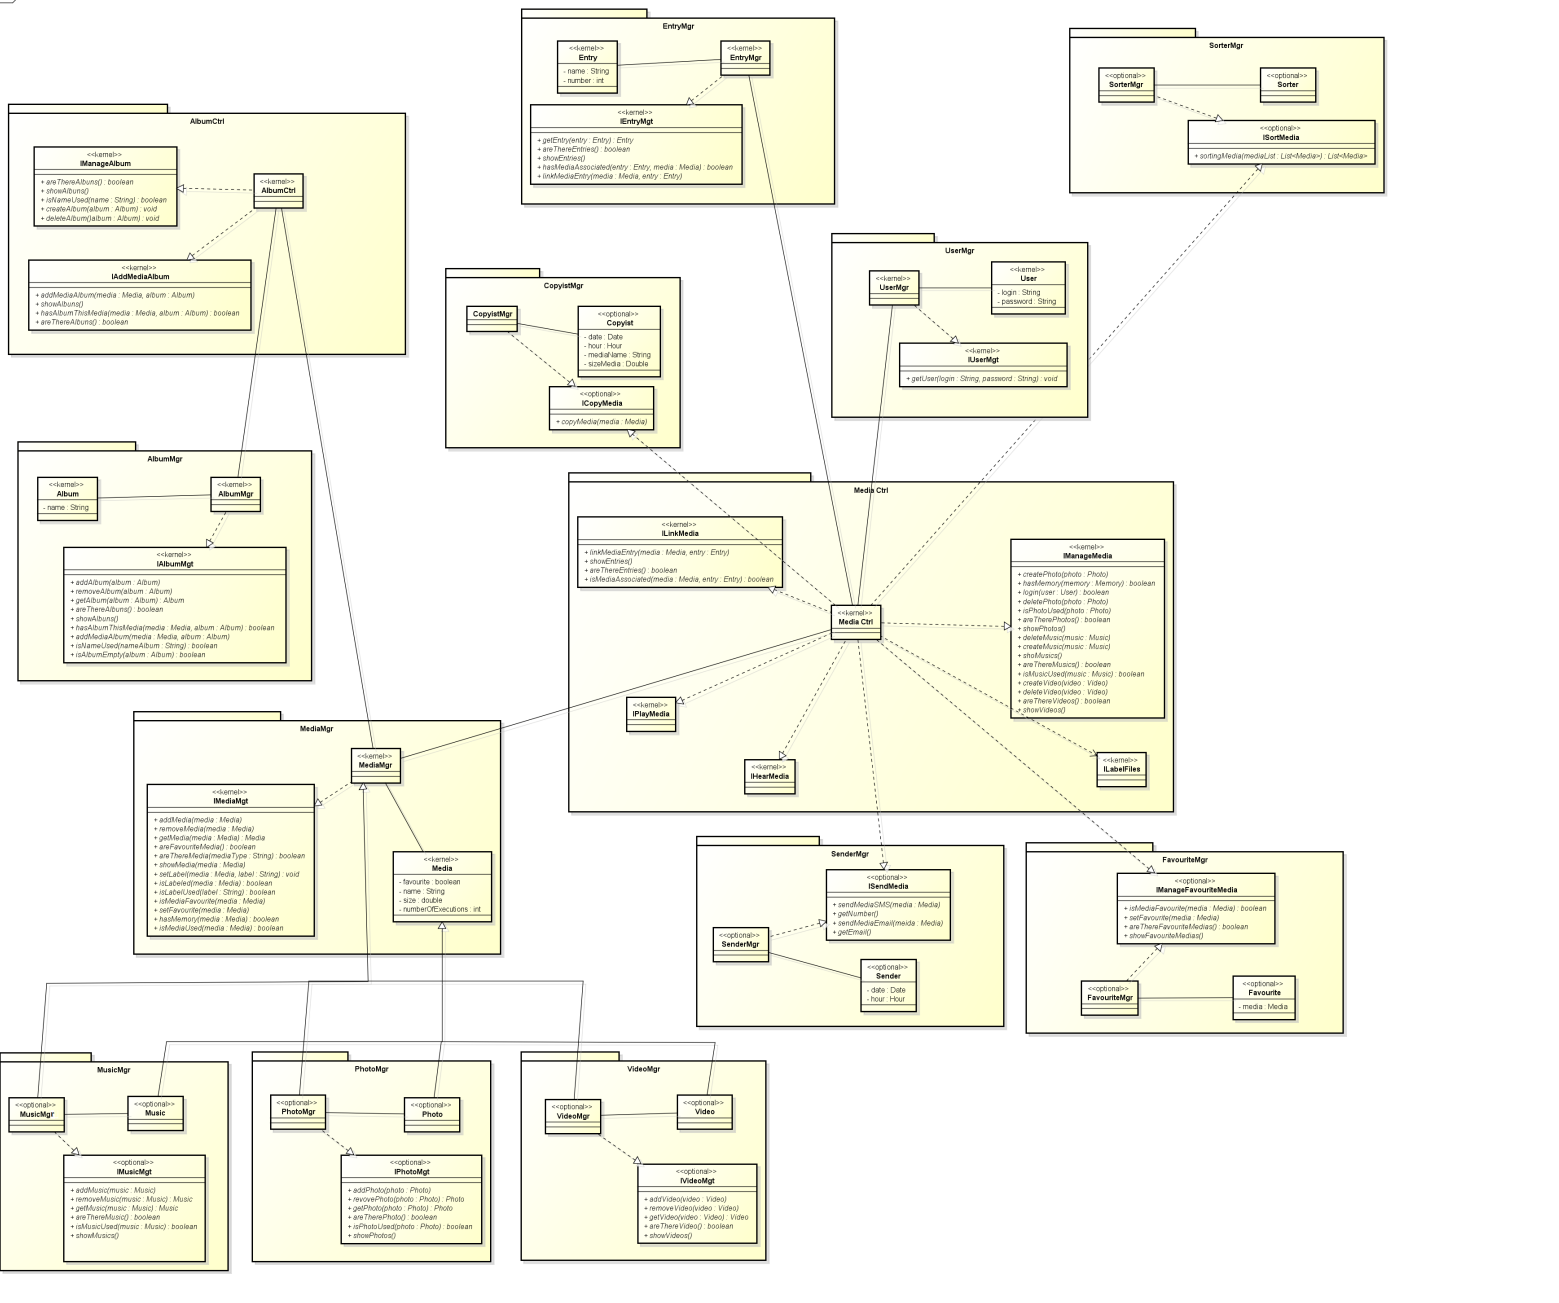 EntryMgr
<<kernel>>
Entry
- name : String
- number : int
<<kernel>>
EntryMgr
<<kernel>>
IEntryMgt
+ getEntry(entry : Entry) : Entry
+ areThereEntries() : boolean
+ showEntries()
+ hasMediaAssociated(entry : Entry, media : Media) : boolean
+ linkMediaEntry(media : Media, entry : Entry)
SorterMgr
<<optional>>
SorterMgr
<<optional>>
Sorter
<<optional>>
ISortMedia
+ sortingMedia(mediaList : List<Media>) : List<Media>
AlbumCtrl
<<kernel>>
IManageAlbum
+ areThereAlbuns() : boolean
+ showAlbuns()
+ isNameUsed(name : String) : boolean
+ createAlbum(album : Album) : void
+ deleteAlbum()album : Album) : void
<<kernel>>
AlbumCtrl
<<kernel>>
IAddMediaAlbum
+ addMediaAlbum(media : Media, album : Album)
+ showAlbuns()
+ hasAlbumThisMedia(media : Media, album : Album) : boolean
+ areThereAlbuns() : boolean
UserMgr
<<kernel>>
UserMgr
<<kernel>>
User
- login : String
- password : String
<<kernel>>
IUserMgt
+ getUser(login : String, password : String) : void
CopyistMgr
CopyistMgr
<<optional>>
Copyist
- date : Date
- hour : Hour
- mediaName : String
- sizeMedia : Double
<<optional>>
ICopyMedia
+ copyMedia(media : Media)
AlbumMgr
<<kernel>>
Album
- name : String
<<kernel>>
AlbumMgr
<<kernel>>
IAlbumMgt
+ addAlbum(album : Album)
+ removeAlbum(album : Album)
+ getAlbum(album : Album) : Album
+ areThereAlbuns() : boolean
+ showAlbuns()
+ hasAlbumThisMedia(media : Media, album : Album) : boolean
+ addMediaAlbum(media : Media, album : Album)
+ isNameUsed(nameAlbum : String) : boolean
+ isAlbumEmpty(album : Album) : boolean
Media Ctrl
<<kernel>>
ILinkMedia
+ linkMediaEntry(media : Media, entry : Entry)
+ showEntries()
+ areThereEntries() : boolean
+ isMediaAssociated(media : Media, entry : Entry) : boolean
<<kernel>>
Media Ctrl
<<kernel>>
IManageMedia
+ createPhoto(photo : Photo)
+ hasMemory(memory : Memory) : boolean
+ login(user : User) : boolean
+ deletePhoto(photo : Photo)
+ isPhotoUsed(photo : Photo)
+ areTherePhotos() : boolean
+ showPhotos()
+ deleteMusic(music : Music)
+ createMusic(music : Music)
+ shoMusics()
+ areThereMusics() : boolean
+ isMusicUsed(music : Music) : boolean
+ createVideo(video : Video)
+ deleteVideo(video : Video)
+ areThereVideos() : boolean
+ showVideos()
<<kernel>>
IPlayMedia
<<kernel>>
IHearMedia
<<kernel>>
ILabelFiles
MediaMgr
<<kernel>>
MediaMgr
<<kernel>>
IMediaMgt
+ addMedia(media : Media)
+ removeMedia(media : Media)
+ getMedia(media : Media) : Media
+ areFavouriteMedia() : boolean
+ areThereMedia(mediaType : String) : boolean
+ showMedia(media : Media)
+ setLabel(media : Media, label : String) : void
+ isLabeled(media : Media) : boolean
+ isLabelUsed(label : String) : boolean
+ isMediaFavourite(media : Media)
+ setFavourite(media : Media)
+ hasMemory(media : Media) : boolean
+ isMediaUsed(media : Media) : boolean
<<kernel>>
Media
- favourite : boolean
- name : String
- size : double
- numberOfExecutions : int
SenderMgr
<<optional>>
ISendMedia
+ sendMediaSMS(media : Media)
+ getNumber()
+ sendMediaEmail(meida : Media)
+ getEmail()
<<optional>>
SenderMgr
<<optional>>
Sender
- date : Date
- hour : Hour
FavouriteMgr
<<optional>>
IManageFavouriteMedia
+ isMediaFavourite(media : Media) : boolean
+ setFavourite(media : Media)
+ areThereFavouriteMedias() : boolean
+ showFavouriteMedias()
<<optional>>
FavouriteMgr
<<optional>>
Favourite
- media : Media
MusicMgr
<<optional>>
MusicMgr
<<optional>>
Music
<<optional>>
IMusicMgt
+ addMusic(music : Music)
+ removeMusic(music : Music) : Music
+ getMusic(music : Music) : Music
+ areThereMusic() : boolean
+ isMusicUsed(music : Music) : boolean
+ showMusics()
PhotoMgr
<<optional>>
PhotoMgr
<<optional>>
Photo
<<optional>>
IPhotoMgt
+ addPhoto(photo : Photo)
+ revovePhoto(photo : Photo) : Photo
+ getPhoto(photo : Photo) : Photo
+ areTherePhoto() : boolean
+ isPhotoUsed(photo : Photo) : boolean
+ showPhotos()
VideoMgr
<<optional>>
VideoMgr
<<optional>>
Video
<<optional>>
IVideoMgt
+ addVideo(video : Video)
+ removeVideo(video : Video)
+ getVideo(video : Video) : Video
+ areThereVideo() : boolean
+ showVideos()